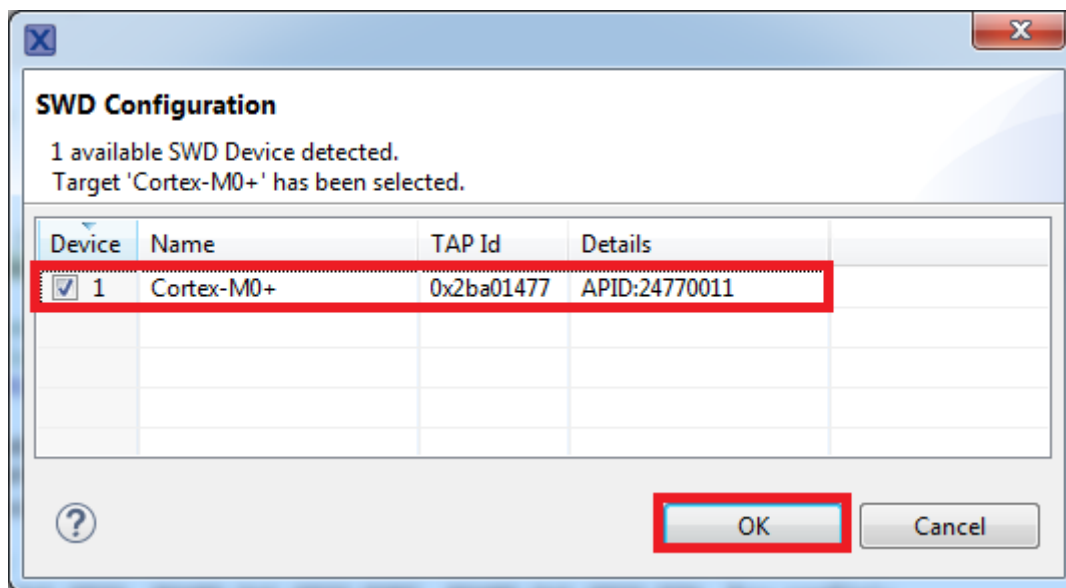 SWD Configuration
1 available SWD Device detected.
Target 'Cortex-M0+' has been selected.
Device Name TAP Id Details
1 Cortex-M0+ 0x2ba01477 APID:24770011
? OK Cancel